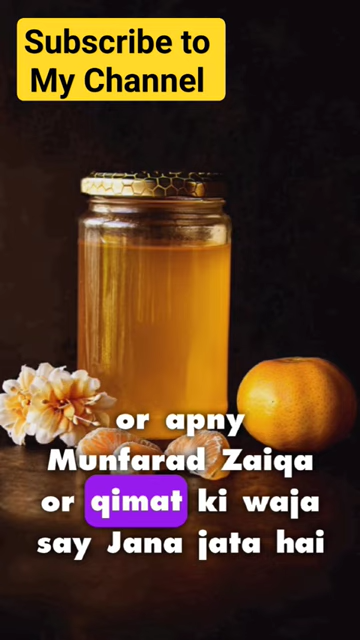 Subscribe to
My Channel
or apny
Munfarad Zaiqa
or qimat ki waja
say Jana jata hai